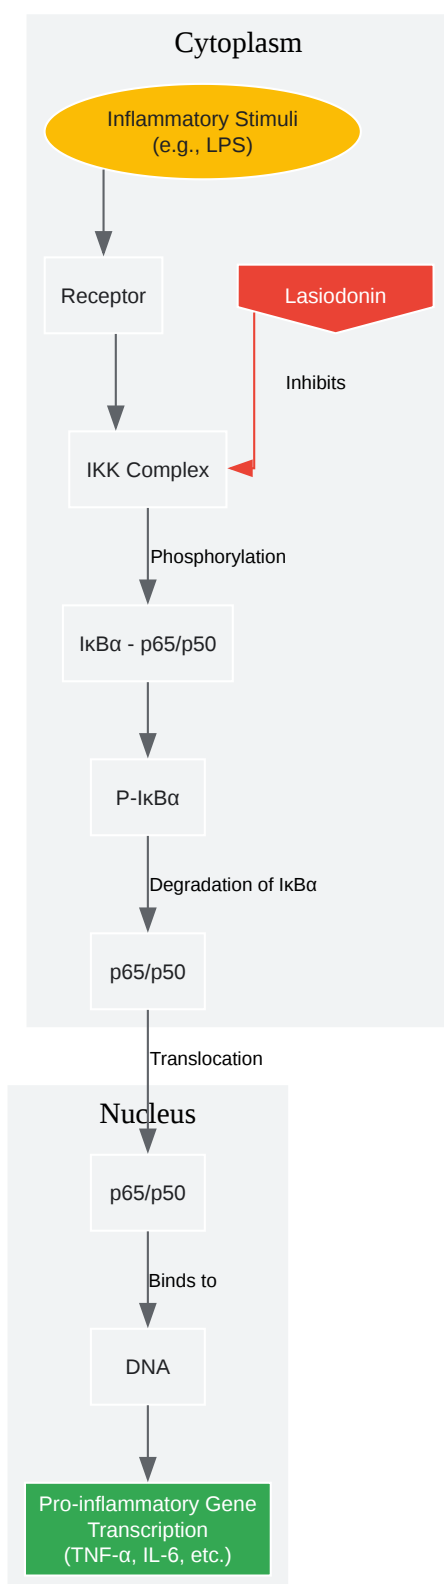 Cytoplasm
Inflammatory Stimuli
(e.g., LPS)
Receptor
Lasiodonin
Inhibits
IKK Complex
Phosphorylation
IκBα - p65/p50
P-IκBα
Degradation of IκBα
p65/p50
Translocation
Nucleus
p65/p50
Binds to
DNA
Pro-inflammatory Gene
Transcription
(TNF-α, IL-6, etc.)